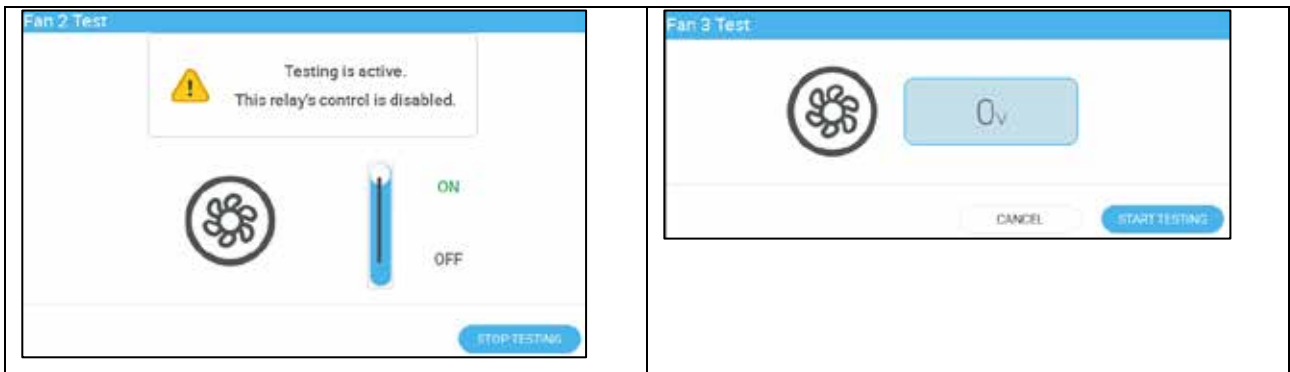 Fan 2 Test
Testing is active.
This relay's control is disabled.
ON
OFF
STOP TESTING
Fan 3 Test
0v
CANCEL
START TESTING